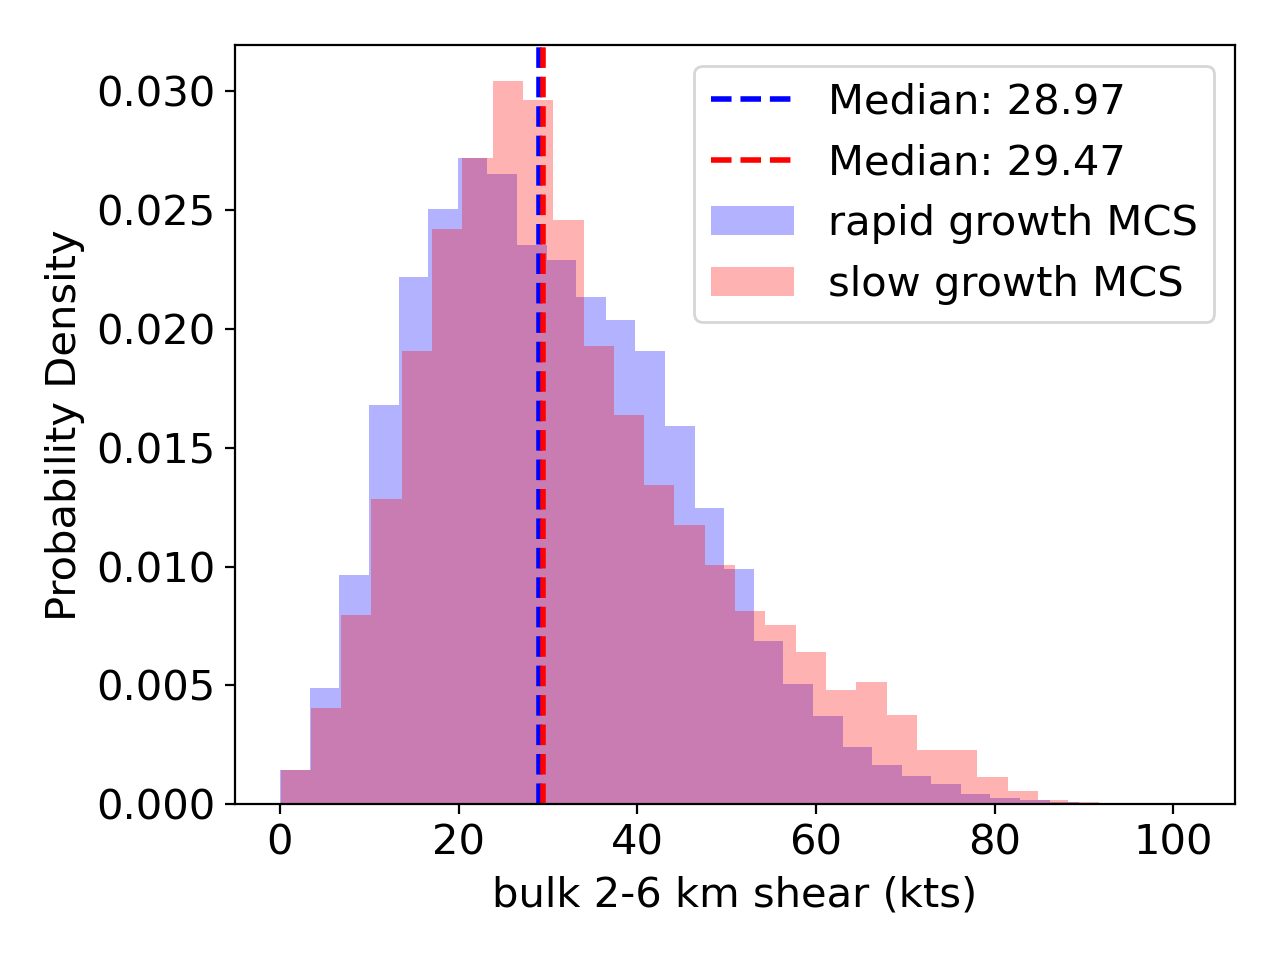 0.030
0.025
0.020
0.015
0.010
0.005
0.000
Probability Density
Median: 28.97
Median: 29.47
rapid growth MCS
slow growth MCS
0 20 40 60 80 100
bulk 2-6 km shear (kts)